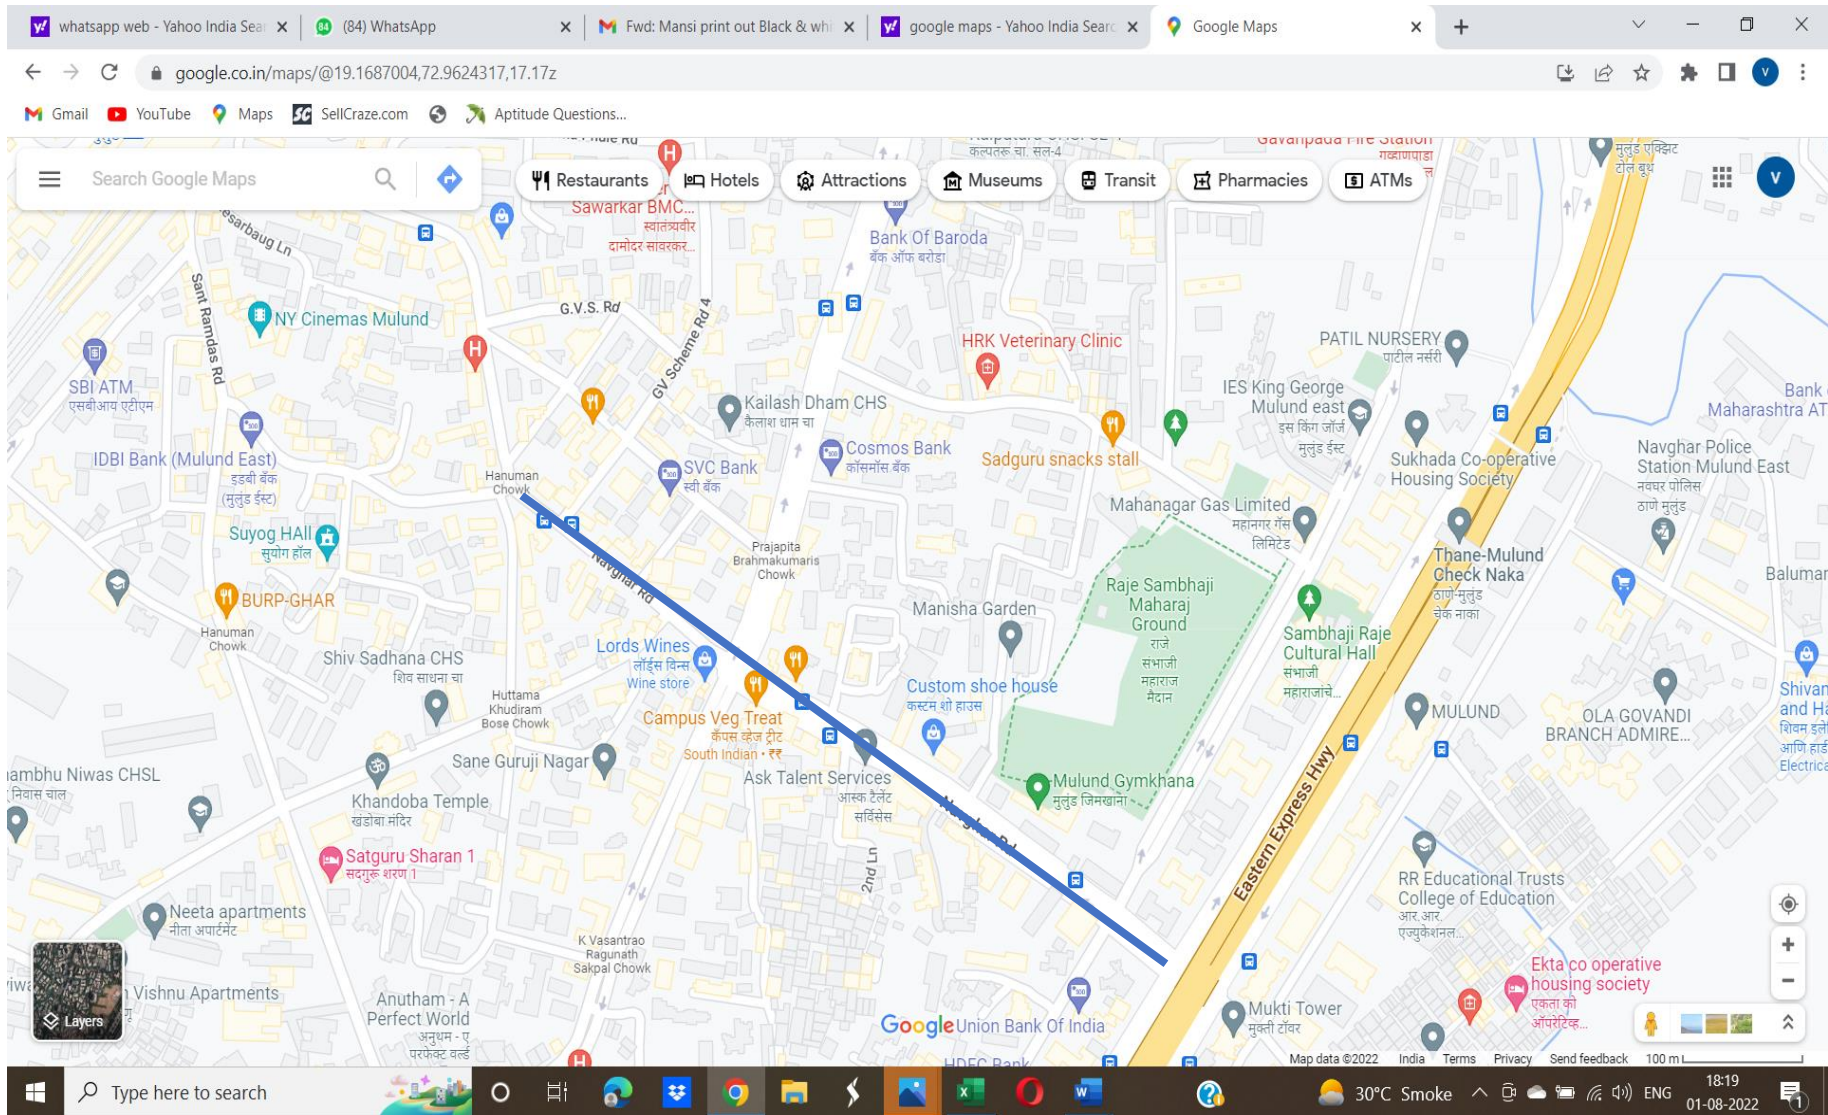 whatsapp web - Yahoo India Sear
(84) WhatsApp
Fwd: Mansi print out Black & whi
google maps - Yahoo India Searc
Google Maps
google.co.in/maps/@19.1687004,72.9624317,17.17z
Gmail
YouTube
Maps
SellCraze.com
Aptitude Questions...
Search Google Maps
Restaurants
Hotels
Attractions
Museums
Transit
Pharmacies
ATMs
V
कल्पतरू चा. सल-4
Gavanpada Fire Station
गव्हाणपाडा
मुलुंड एक्झिट
टोल बूथ
Sawarkar BMC...
स्वातंत्र्यवीर
दामोदर सावरकर...
Bank Of Baroda
बँक ऑफ बरोडा
esarbaug Ln
Sant Ramdas Rd
NY Cinemas Mulund
G.V.S. Rd
GV Scheme Rd 4
HRK Veterinary Clinic
PATIL NURSERY
पाटील नर्सरी
SBI ATM
एसबीआय एटीएम
Kailash Dham CHS
कैलाश धाम चा
IES King George
Mulund east
इस किंग जॉर्ज
मुलुंड ईस्ट
Bank
Maharashtra AT
IDBI Bank (Mulund East)
इडबी बँक
(मुलुंड ईस्ट)
Hanuman
Chowk
SVC Bank
स्वी बँक
Cosmos Bank
कॉसमॉस बँक
Sadguru snacks stall
Sukhada Co-operative
Housing Society
Navghar Police
Station Mulund East
नवघर पोलिस
ठाणे मुलुंड
Suyog HAll
सुयोग हॉल
Mahanagar Gas Limited
महानगर गॅस
लिमिटेड
Prajapita
Brahmakumaris
Chowk
Navghar Rd
Thane-Mulund
Check Naka
ठाणे-मुलुंड
चेक नाका
Balumar
BURP-GHAR
Hanuman
Chowk
Raje Sambhaji
Maharaj
Ground
राजे
संभाजी
महाराज
मैदान
Manisha Garden
Sambhaji Raje
Cultural Hall
संभाजी
महाराजांचे...
Shiv Sadhana CHS
शिव साधना चा
Lords Wines
लॉर्ड्स विन्स
Wine store
Huttama
Khudiram
Bose Chowk
Campus Veg Treat
कॅंपस व्हेज ट्रीट
South Indian • ₹₹
Custom shoe house
कस्टम शो हाउस
MULUND
OLA GOVANDI
BRANCH ADMIRE...
Shivan
and Ha
शिवम इले
आणि हार्ड
Electrica
Sane Guruji Nagar
Ask Talent Services
आस्क टॅलेंट
सर्विसेस
Mulund Gymkhana
मुलुंड जिमखाना
ambhu Niwas CHSL
निवास चाल
Khandoba Temple
खंडोबा मंदिर
Navghar Rd
Eastern Express Hwy
Satguru Sharan 1
सदगुरू शरण 1
2nd Ln
RR Educational Trusts
College of Education
आर.आर.
एज्युकेशनल...
Neeta apartments
नीता अपार्टमेंट
K Vasantrao
Ragunath
Sakpal Chowk
Vishnu Apartments
Layers
Anutham - A
Perfect World
अनुथम - ए
परफेक्ट वर्ल्ड
Google
Union Bank Of India
HDFC Bank
Mukti Tower
मुक्ती टॉवर
Ekta co operative
housing society
एकता को
ऑपरेटिव्ह...
Map data ©2022
India
Terms
Privacy
Send feedback
100 m
Type here to search
30°C Smoke
ENG
18:19
01-08-2022